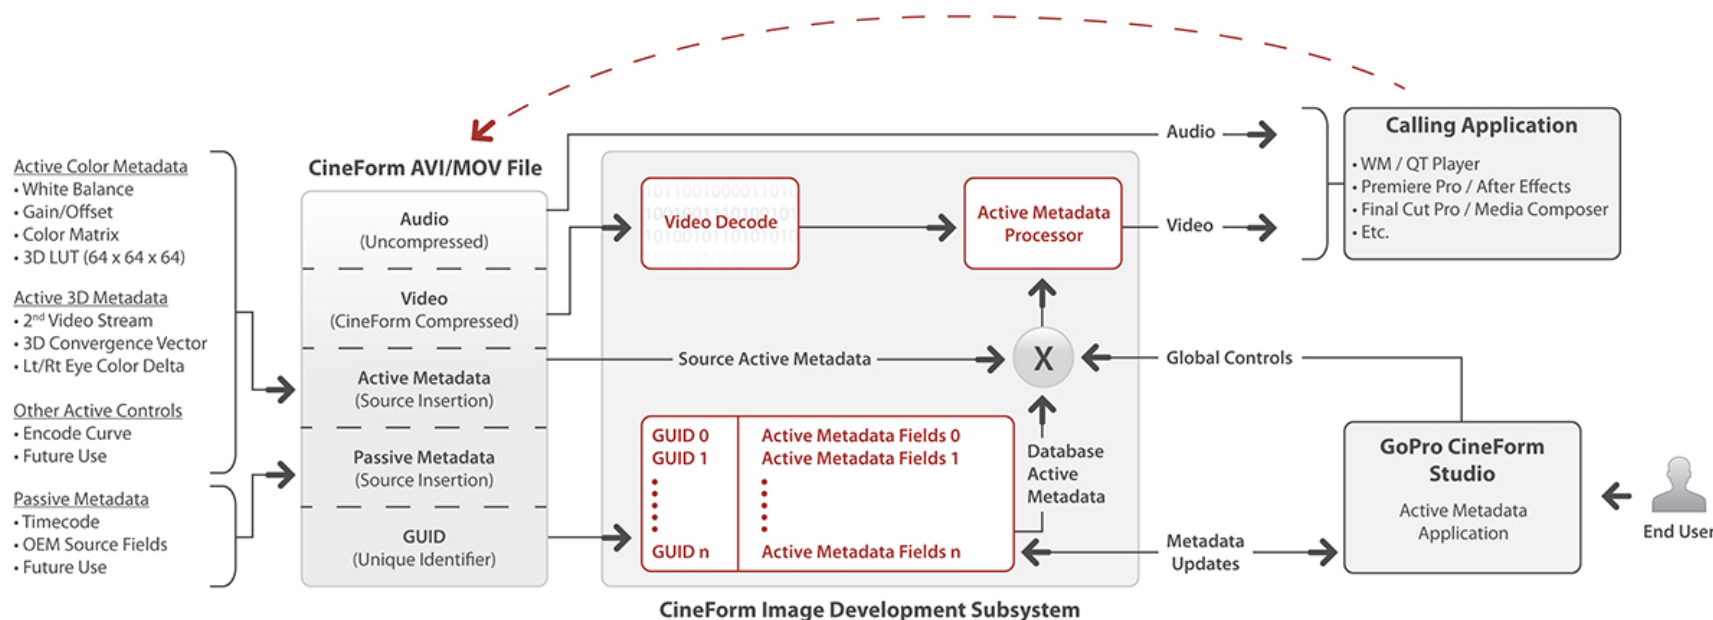 Active Color Metadata
• White Balance
• Gain/Offset
• Color Matrix
• 3D LUT (64 x 64 x 64)
Active 3D Metadata
• 2nd Video Stream
• 3D Convergence Vector
• Lt/Rt Eye Color Delta
Other Active Controls
• Encode Curve
• Future Use
Passive Metadata
• Timecode
• OEM Source Fields
• Future Use
CineForm AVI/MOV File
Audio
(Uncompressed)
Video
(CineForm Compressed)
Active Metadata
(Source Insertion)
Passive Metadata
(Source Insertion)
GUID
(Unique Identifier)
Video Decode
Active Metadata
Processor
Source Active Metadata
X
GUID 0 Active Metadata Fields 0
GUID 1 Active Metadata Fields 1
GUID n Active Metadata Fields n
Database
Active
Metadata
CineForm Image Development Subsystem
Audio
Video
Global Controls
Metadata
Updates
Calling Application
• WM / QT Player
• Premiere Pro / After Effects
• Final Cut Pro / Media Composer
• Etc.
GoPro CineForm
Studio
Active Metadata
Application
End User